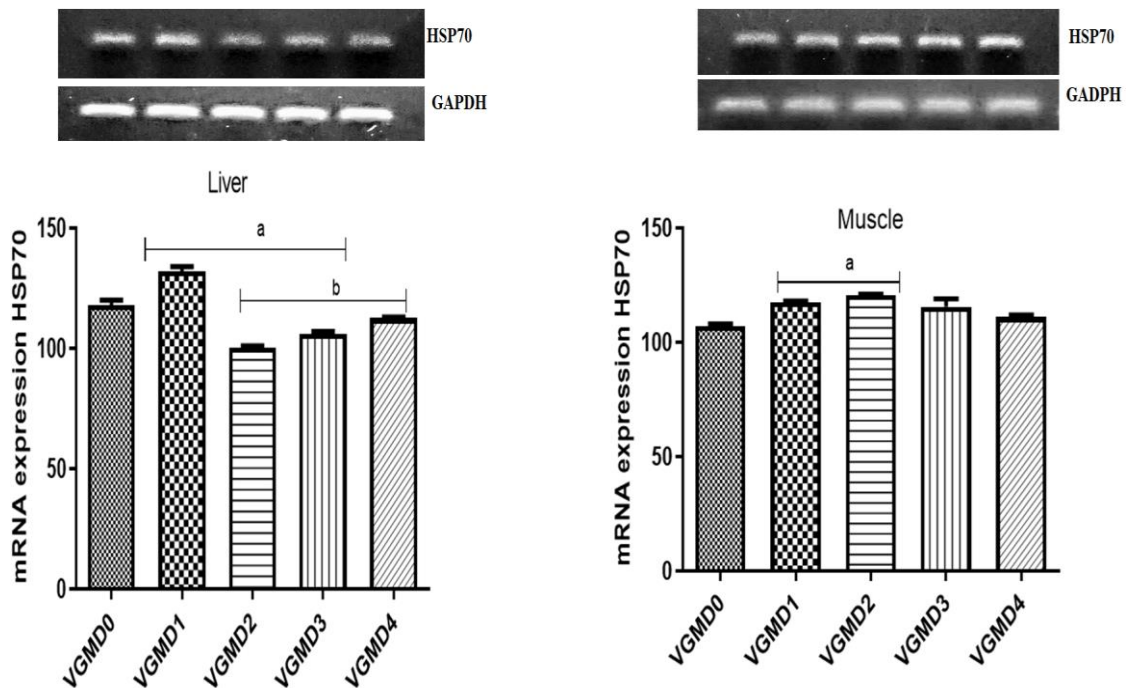 HSP70
GAPDH
Liver
mRNA expression HSP70
150
100
50
0
a
b
VGMD0
VGMD1
VGMD2
VGMD3
VGMD4
HSP70
GADPH
Muscle
mRNA expression HSP70
150
100
50
0
a
VGMD0
VGMD1
VGMD2
VGMD3
VGMD4